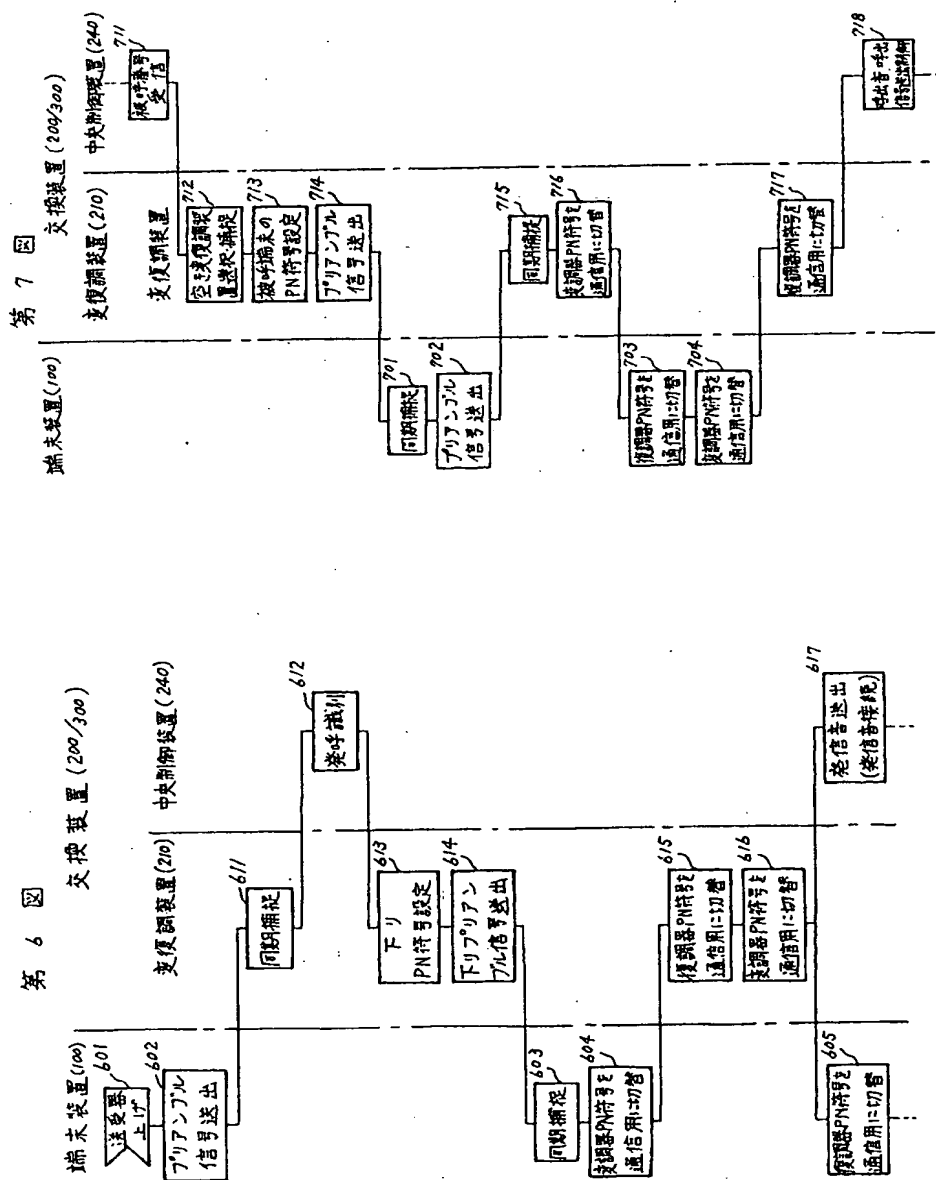 第 6 図
交換装置(200/300)
端末装置(100)
変復調装置(210)
中央制御装置(240)
601
送受器
上げ
602
プリアンブル
信号送出
611
同期捕捉
612
発呼識別
613
下り
PN符号設定
614
下りプリアン
ブル信号送出
603
同期捕捉
604
変調器PN符号を
通信用に切替
615
復調器PN符号を
通信用に切替
616
変調器PN符号を
通信用に切替
605
復調器PN符号を
通信用に切替
617
発信音送出
(発信音接続)
第 7 図
交換装置(200/300)
端末装置(100)
変復調装置(210)
中央制御装置(240)
変復調装置
711
被呼番号
受信
712
空き変復調装
置選択・捕捉
713
被呼端末の
PN符号設定
714
プリアンブル
信号送出
701
同期捕捉
702
プリアンブル
信号送出
715
同期捕捉
716
変調器PN符号を
通信用に切替
703
復調器PN符号を
通信用に切替
704
変調器PN符号を
通信用に切替
717
復調器PN符号を
通信用に切替
718
呼出音、呼出
信号送出制御